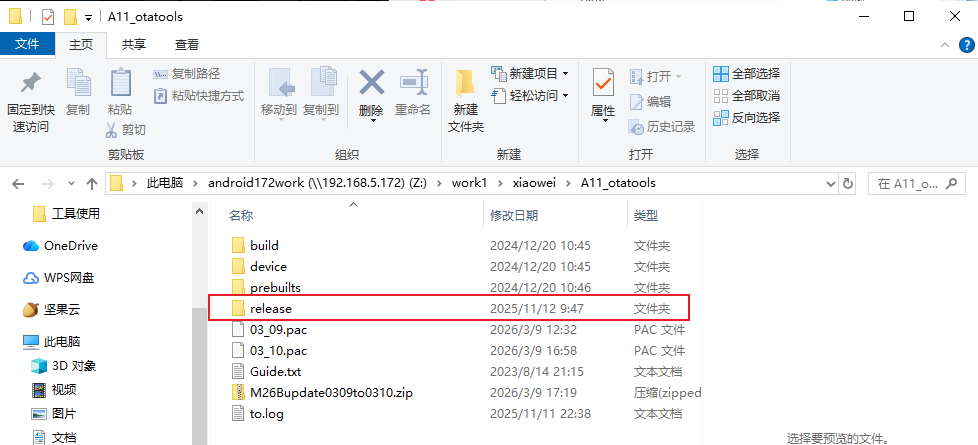 A11_otatools
文件 主页 共享 查看
固定到快速访问
复制
粘贴
复制路径
粘贴快捷方式
剪切
剪贴板
移动到
复制到
删除
重命名
组织
新建文件夹
新建项目
轻松访问
新建
属性
打开
编辑
历史记录
打开
全部选择
全部取消
反向选择
选择
此电脑 > android172work (\\192.168.5.172) (Z:) > work1 > xiaowei > A11_otatools
在 A11_o...
工具使用
OneDrive
WPS网盘
坚果云
此电脑
3D 对象
视频
图片
文档
名称 修改日期 类型
build 2024/12/20 10:45 文件夹
device 2024/12/20 10:45 文件夹
prebuilts 2024/12/20 10:46 文件夹
release 2025/11/12 9:47 文件夹
03_09.pac 2026/3/9 12:32 PAC 文件
03_10.pac 2026/3/9 16:58 PAC 文件
Guide.txt 2023/8/14 21:15 文本文档
M26Bupdate0309to0310.zip 2026/3/9 17:19 压缩(zipped
to.log 2025/11/11 22:38 文本文档
选择要预览的文件。